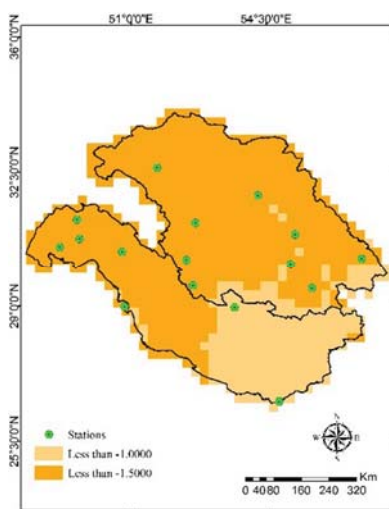 51°0'0"E 54°30'0"E
36°0'0"N
32°30'0"N
29°0'0"N
25°30'0"N
Stations
Less than -1.0000
Less than -1.5000
N
W E
S
Km
0 40 80 160 240 320